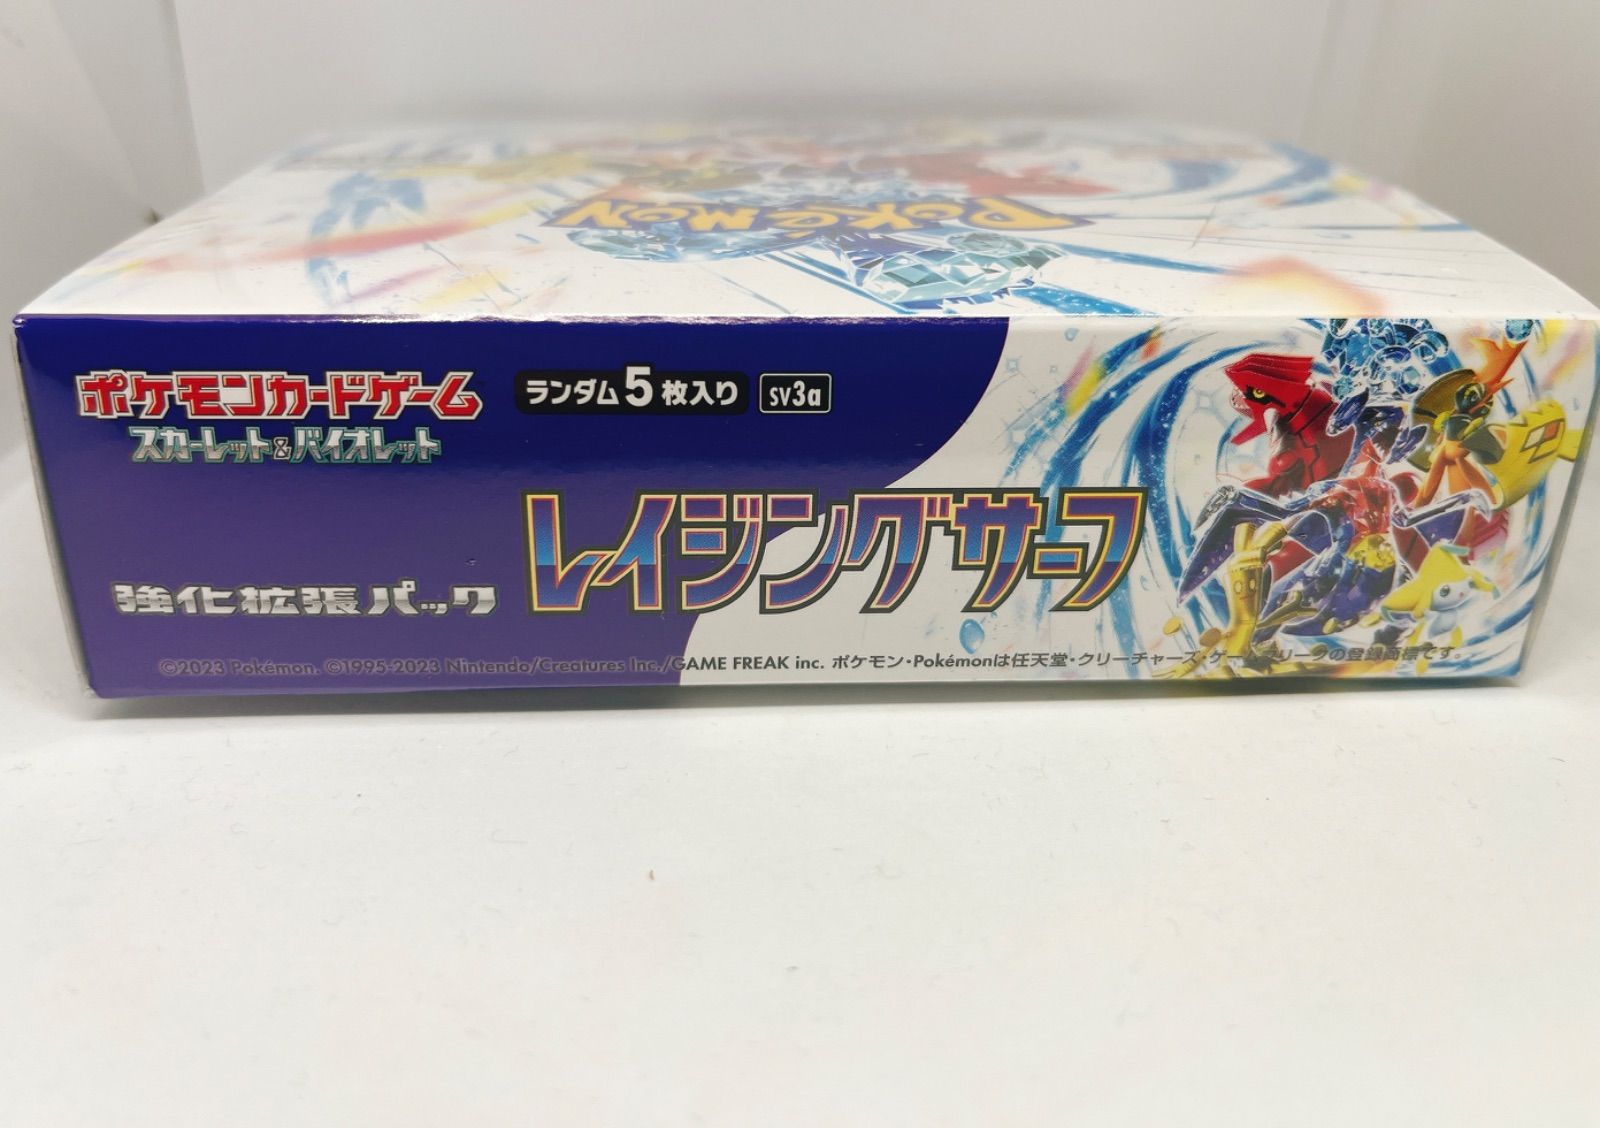 POKéMON
ポケモンカードゲーム
スカーレット&バイオレット
ランダム5枚入り
sv3a
強化拡張パック
レイジングサーフ
©2023 Pokémon. ©1995-2023 Nintendo/Creatures Inc./GAME FREAK inc. ポケモン・Pokémonは任天堂・クリーチャーズ・ゲームフリークの登録商標です。